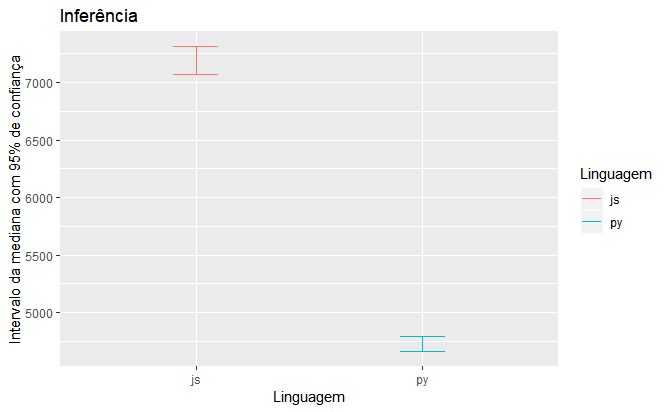 Inferência
Intervalo da mediana com 95% de confiança
7000
6500
6000
5500
5000
js
py
Linguagem
Linguagem
js
py